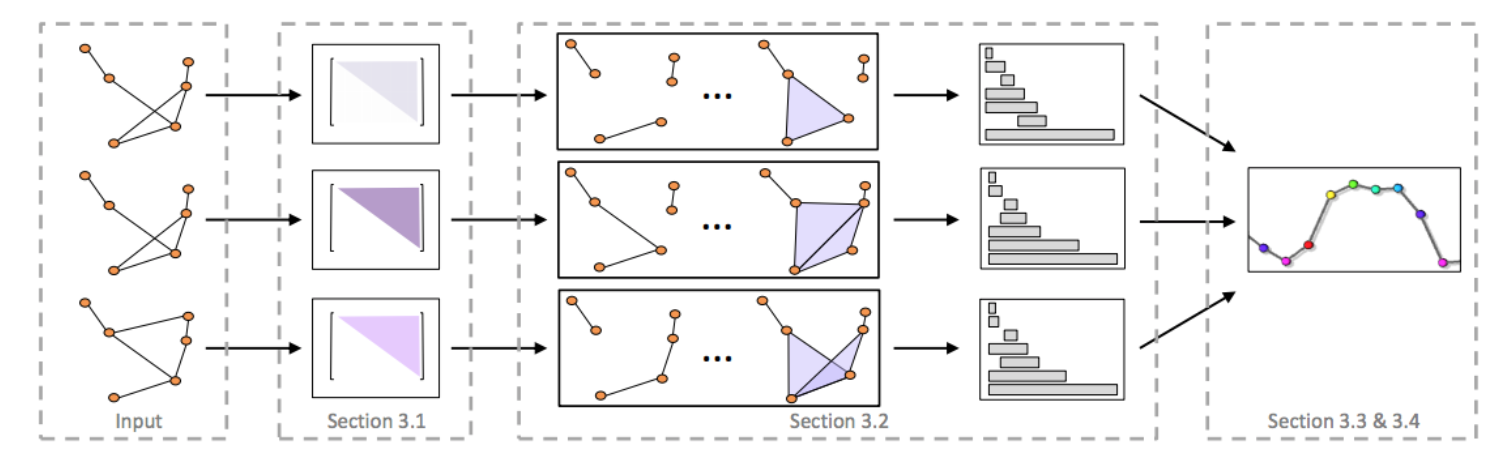 ...
...
...
Input
Section 3.1
Section 3.2
Section 3.3 & 3.4